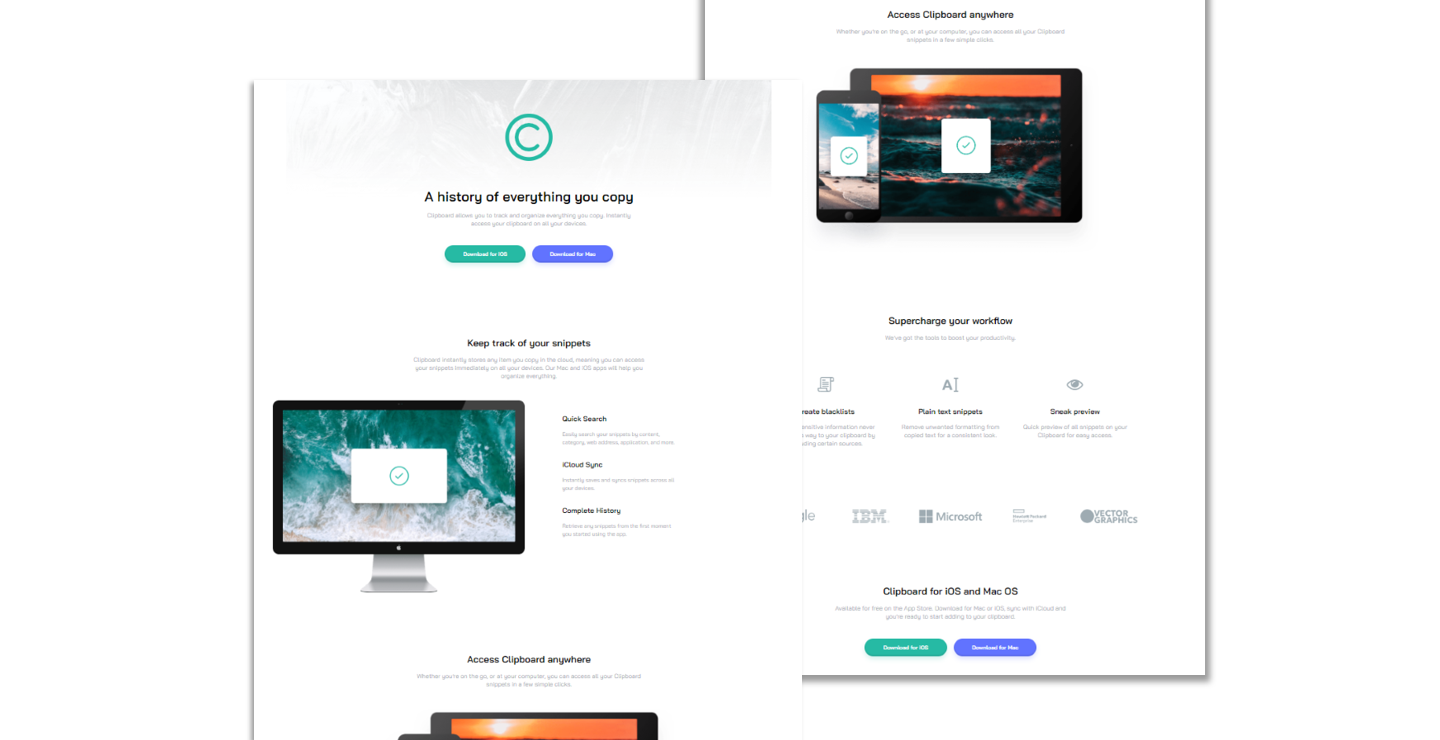 A history of everything you copy
Clipboard allows you to track and organize everything you copy. Instantly
access your clipboard on all your devices.
Download for iOS
Download for Mac
Keep track of your snippets
Clipboard instantly stores any item you copy in the cloud, meaning you can access
your snippets immediately on all your devices. Our Mac and iOS apps will help you
organize everything.
Quick Search
Easily search your snippets by content,
category, web address, application, and more.
iCloud Sync
Instantly saves and syncs snippets across all
your devices.
Complete History
Retrieve any snippets from the first moment
you started using the app.
Access Clipboard anywhere
Whether you're on the go, or at your computer, you can access all your Clipboard
snippets in a few simple clicks.
Access Clipboard anywhere
Whether you're on the go, or at your computer, you can access all your Clipboard
snippets in a few simple clicks.
Supercharge your workflow
We've got the tools to boost your productivity.
AI
reate blacklists
ensitive information never
way to your clipboard by
ding certain sources.
Plain text snippets
Remove unwanted formatting from
copied text for a consistent look.
Sneak preview
Quick preview of all snippets on your
Clipboard for easy access.
gle
IBM
Microsoft
Hewlett Packard
Enterprise
VECTOR
GRAPHICS
Clipboard for iOS and Mac OS
Available for free on the App Store. Download for Mac or iOS, sync with iCloud and
you're ready to start adding to your clipboard.
Download for iOS
Download for Mac